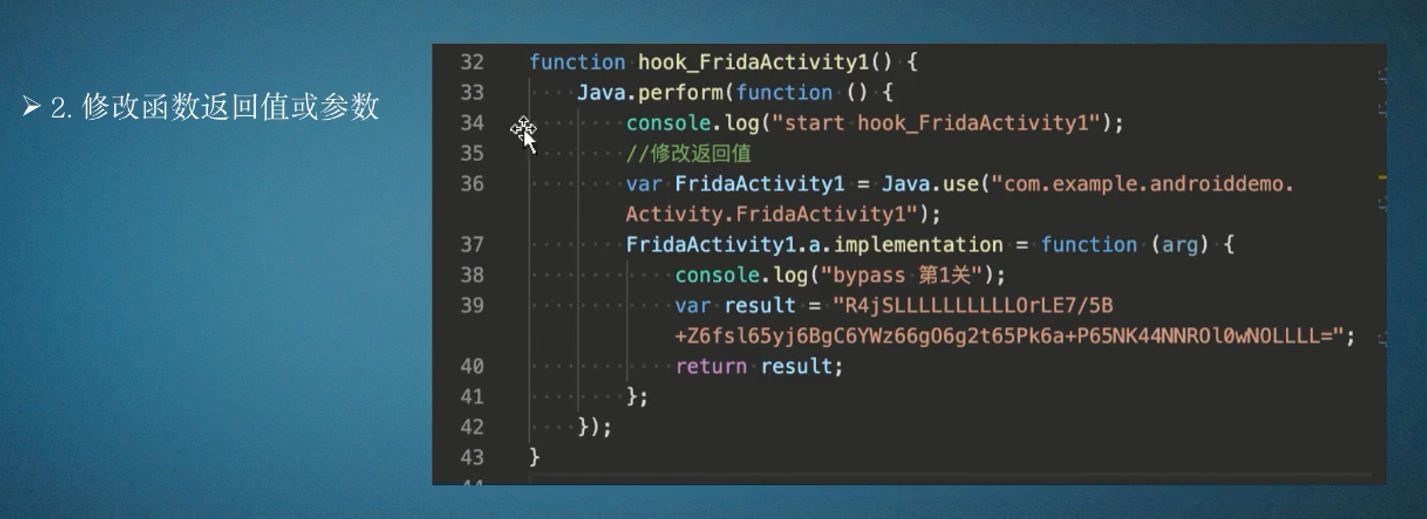 ➢ 2. 修改函数返回值或参数
32 function hook_FridaActivity1() {
33 Java.perform(function () {
34 console.log("start hook_FridaActivity1");
35 //修改返回值
36 var FridaActivity1 = Java.use("com.example.androiddemo.
Activity.FridaActivity1");
37 FridaActivity1.a.implementation = function (arg) {
38 console.log("bypass 第1关");
39 var result = "R4jSLLLLLLLLLLOrLE7/5B
+Z6fsl65yj6BgC6YWz66gO6g2t65Pk6a+P65NK44NNROl0wNOLLLL=";
40 return result;
41 };
42 });
43 }
44